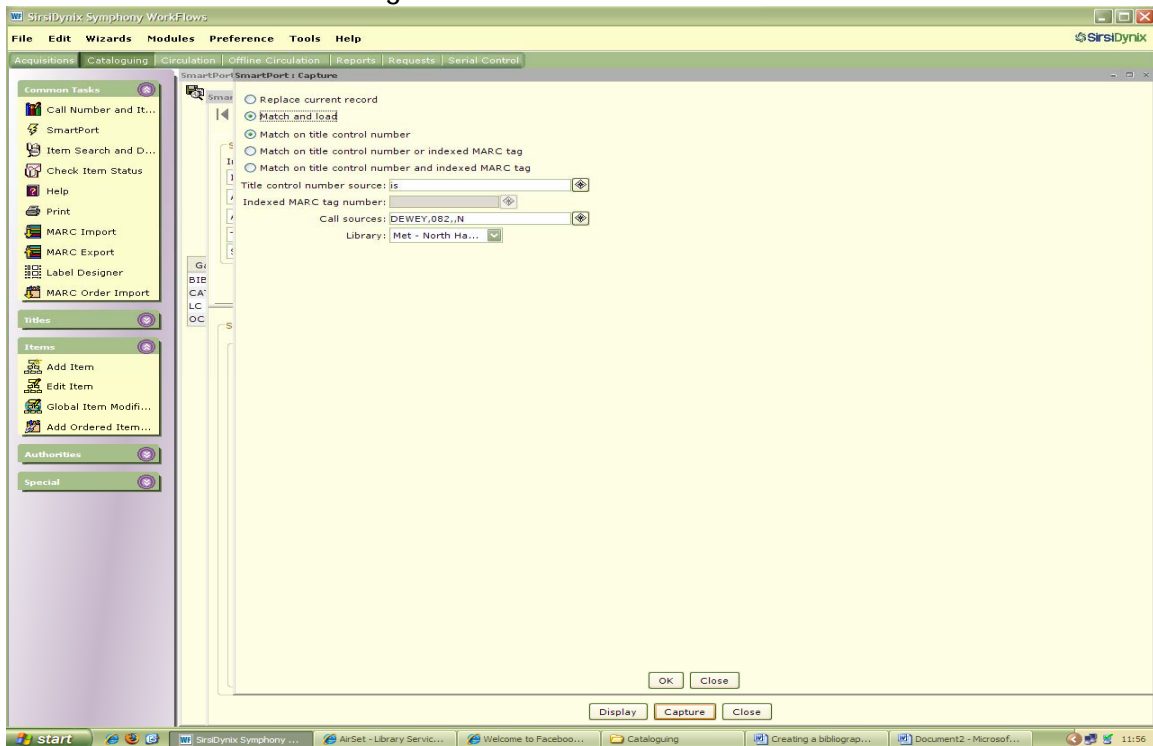 SirsiDynix Symphony WorkFlows
File Edit Wizards Modules Preference Tools Help
SirsiDynix
Acquisitions Cataloguing Circulation Offline Circulation Reports Requests Serial Control
SmartPort : Capture
Common Tasks
Call Number and It...
SmartPort
Item Search and D...
Check Item Status
Help
Print
MARC Import
MARC Export
Label Designer
MARC Order Import
Titles
Items
Add Item
Edit Item
Global Item Modifi...
Add Ordered Item...
Authorities
Special
Replace current record
Match and load
Match on title control number
Match on title control number or indexed MARC tag
Match on title control number and indexed MARC tag
Title control number source: is
Indexed MARC tag number:
Call sources: DEWEY,082,,N
Library: Met - North Ha...
BIB
CA
LC
OC
OK Close
Display Capture Close
start
SirsiDynix Symphony ...
AirSet - Library Servic...
Welcome to Faceboo...
Cataloguing
Creating a bibliograp...
Document2 - Microsof...
11:56